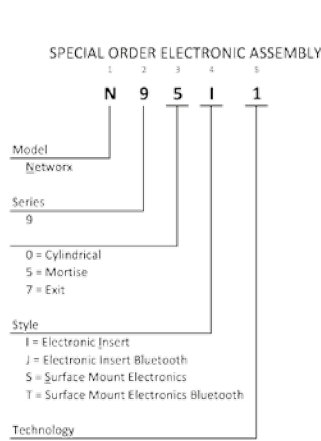 SPECIAL ORDER ELECTRONIC ASSEMBLY
1 2 3 4 5
N 9 5 I 1
Model
Networx
Series
9
0 = Cylindrical
5 = Mortise
7 = Exit
Style
I = Electronic Insert
J = Electronic Insert Bluetooth
S = Surface Mount Electronics
T = Surface Mount Electronics Bluetooth
Technology